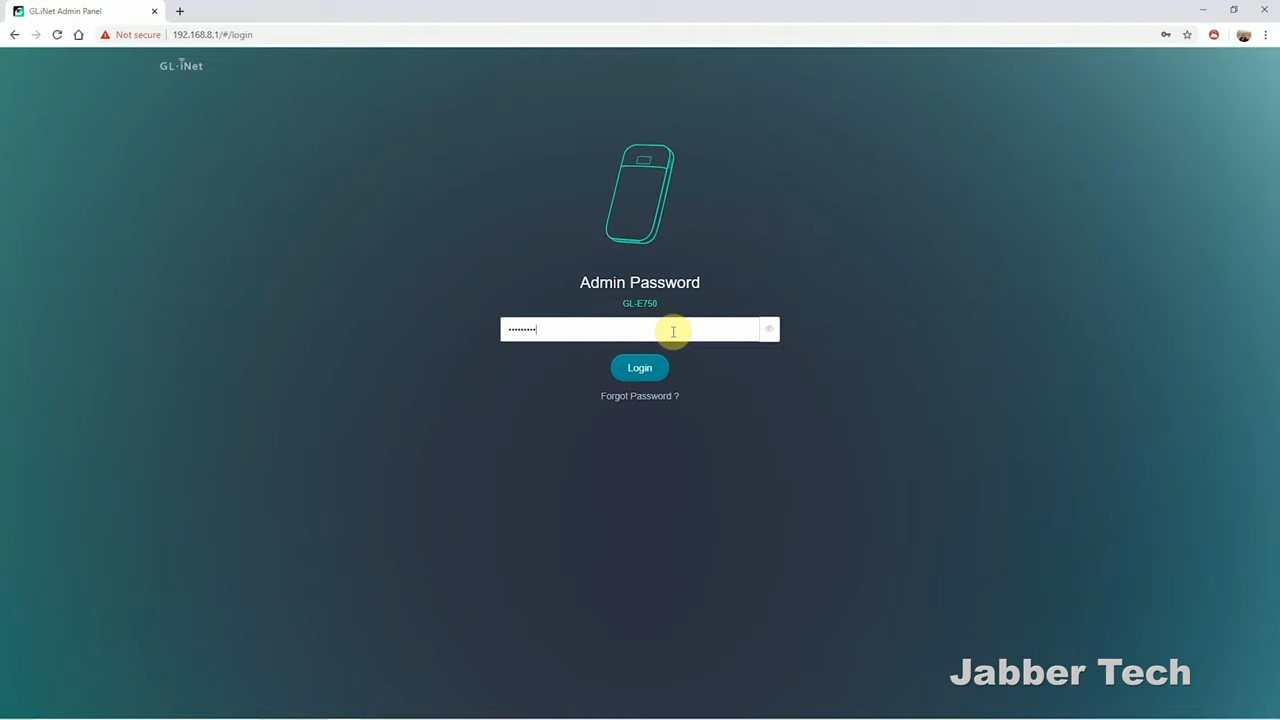 GL.iNet Admin Panel
Not secure
192.168.8.1/#/login
GL·iNet
Admin Password
GL-E750
Login
Forgot Password ?
Jabber Tech